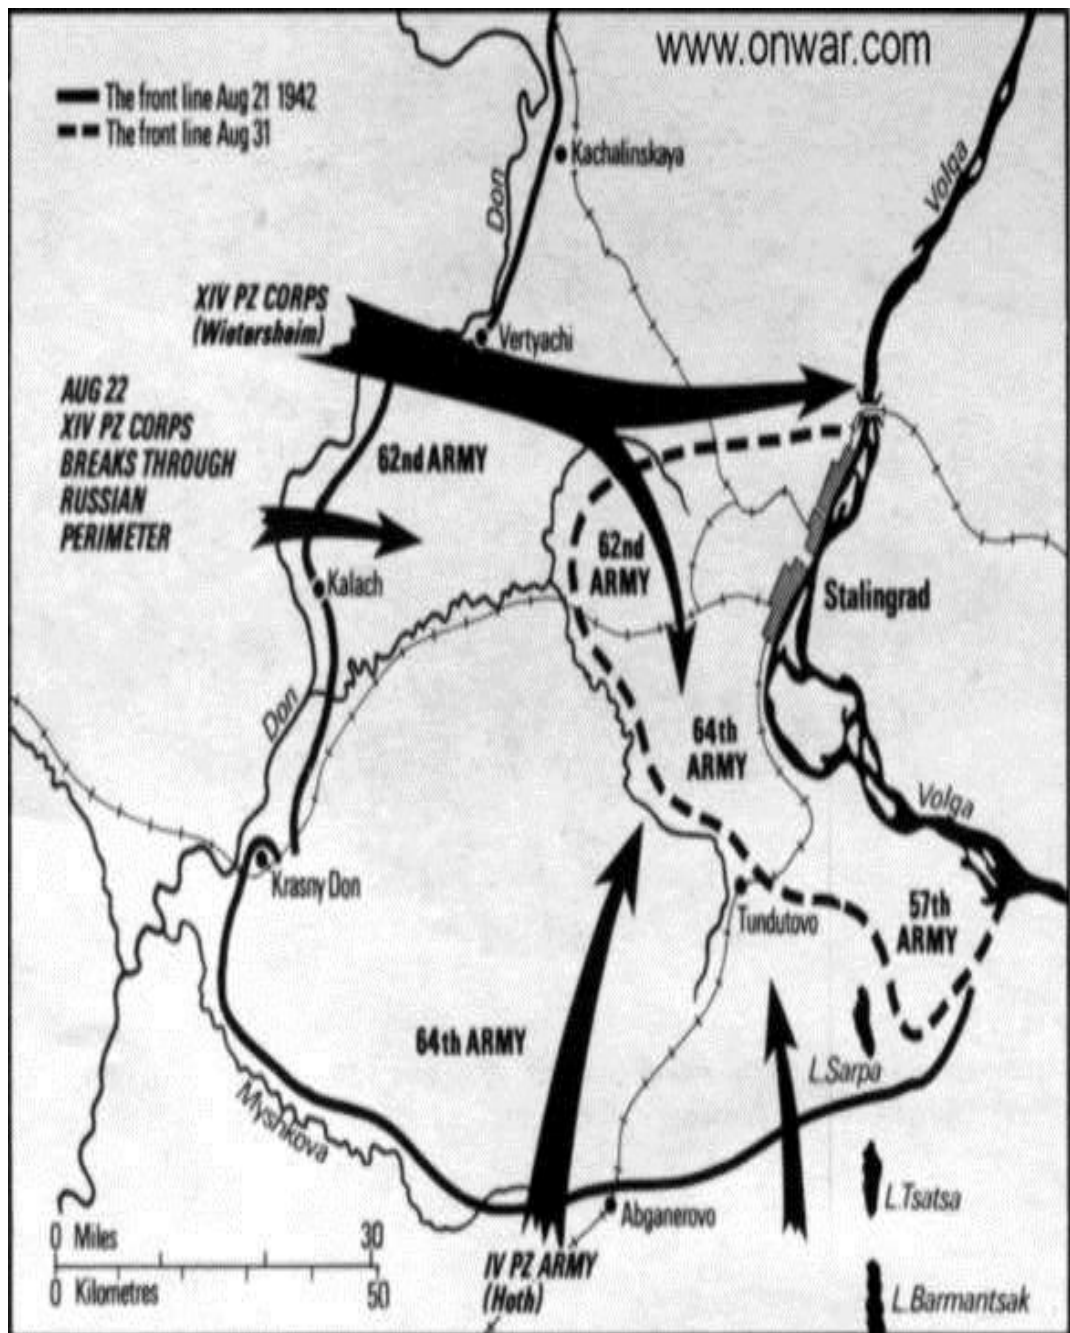 www.onwar.com
The front line Aug 21 1942
The front line Aug 31
Kachalinskaya
Volga
Don
XIV PZ CORPS
(Wietersheim)
Vertyachi
AUG 22
XIV PZ CORPS
BREAKS THROUGH
RUSSIAN
PERIMETER
62nd ARMY
62nd
ARMY
Kalach
Stalingrad
Don
64th
ARMY
Volga
Krasny Don
Tundutovo
57th
ARMY
64th ARMY
L.Sarpa
Myshkova
L.Tsatsa
Abganerovo
0 Miles 30
IV PZ ARMY
(Hoth)
0 Kilometres 50
L.Barmantsak